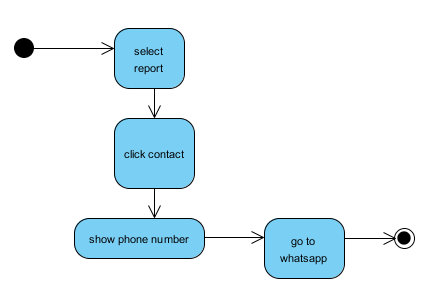 select
report
click contact
show phone number
go to
whatsapp